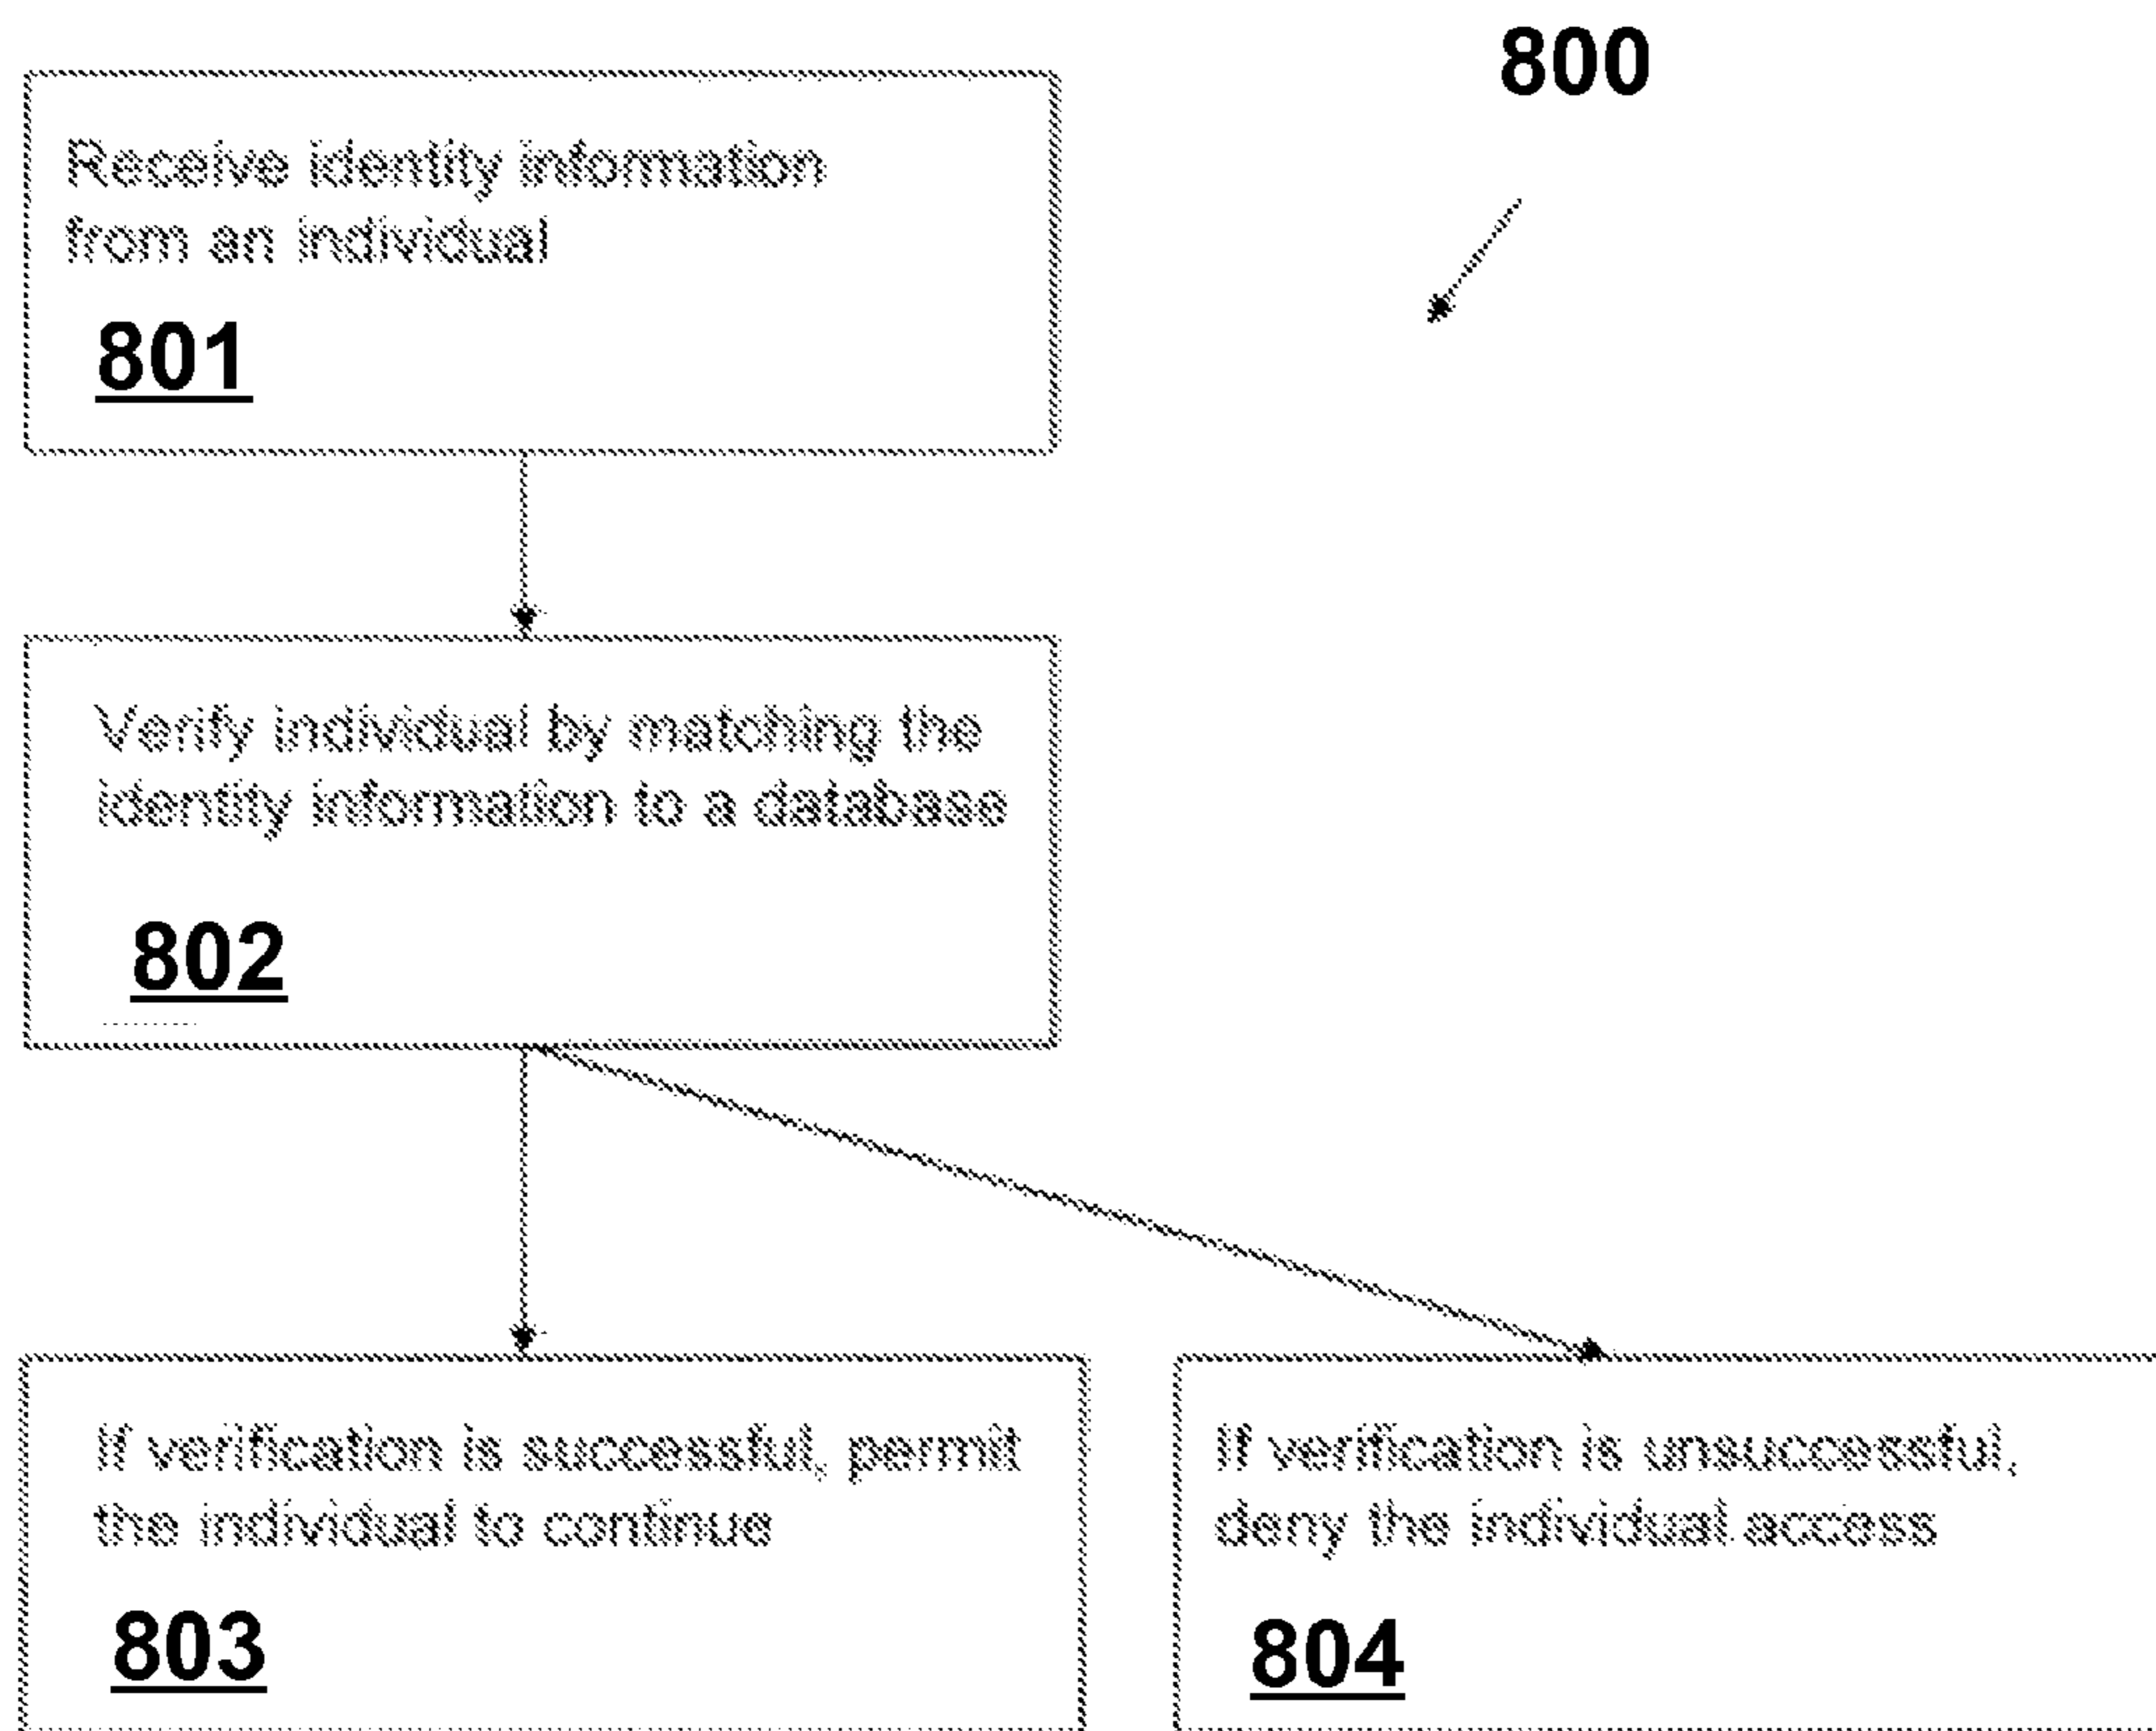 800
Receive identity information
from an individual
801
Verify individual by matching the
identity information to a database
802
If verification is successful, permit
the individual to continue
803
If verification is unsuccessful,
deny the individual access
804